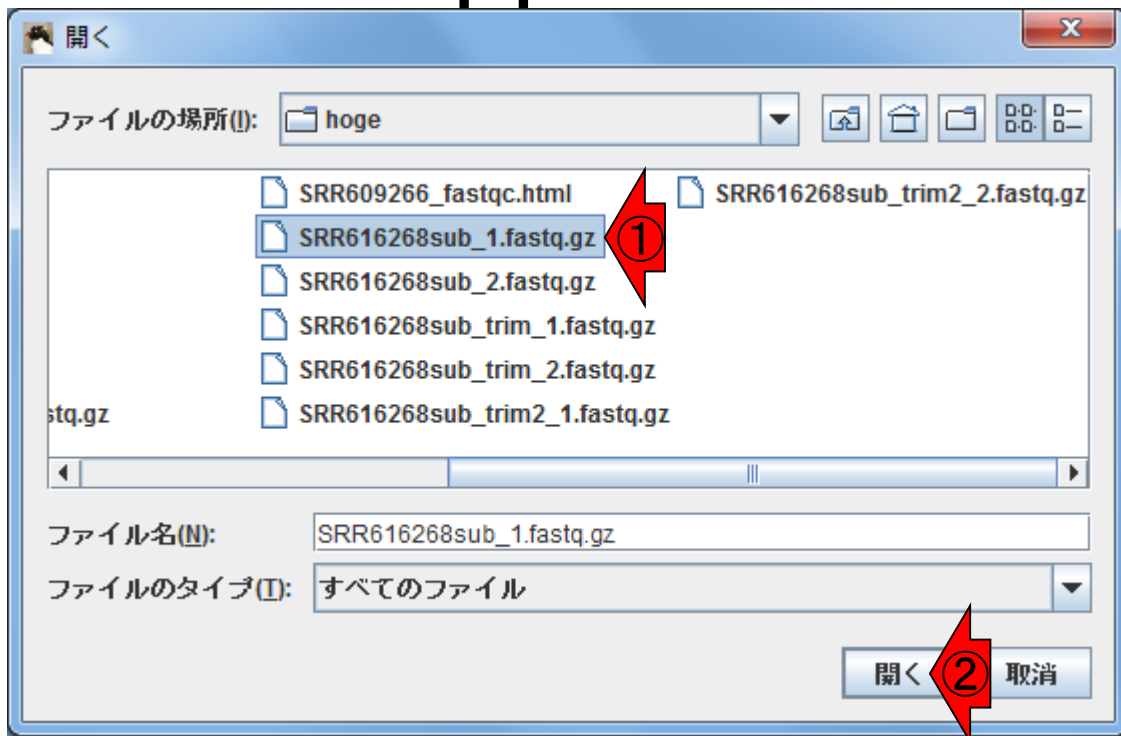 開く
ファイルの場所(I): hoge
SRR609266_fastqc.html
SRR616268sub_1.fastq.gz
①
SRR616268sub_2.fastq.gz
SRR616268sub_trim_1.fastq.gz
SRR616268sub_trim_2.fastq.gz
stq.gz
SRR616268sub_trim2_1.fastq.gz
SRR616268sub_trim2_2.fastq.gz
ファイル名(N): SRR616268sub_1.fastq.gz
ファイルのタイプ(T): すべてのファイル
開く ② 取消